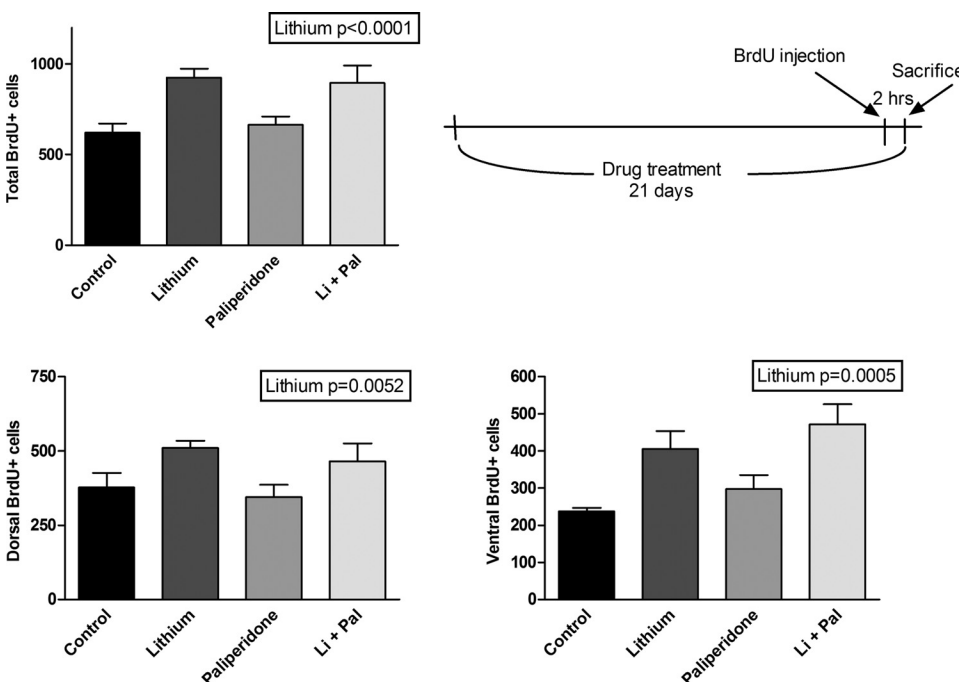 Lithium p<0.0001
Total BrdU+ cells
1000
500
0
Control
Lithium
Paliperidone
Li + Pal
BrdU injection
Sacrifice
2 hrs
Drug treatment
21 days
Lithium p=0.0052
Dorsal BrdU+ cells
750
500
250
0
Control
Lithium
Paliperidone
Li + Pal
Lithium p=0.0005
Ventral BrdU+ cells
600
500
400
300
200
100
0
Control
Lithium
Paliperidone
Li + Pal